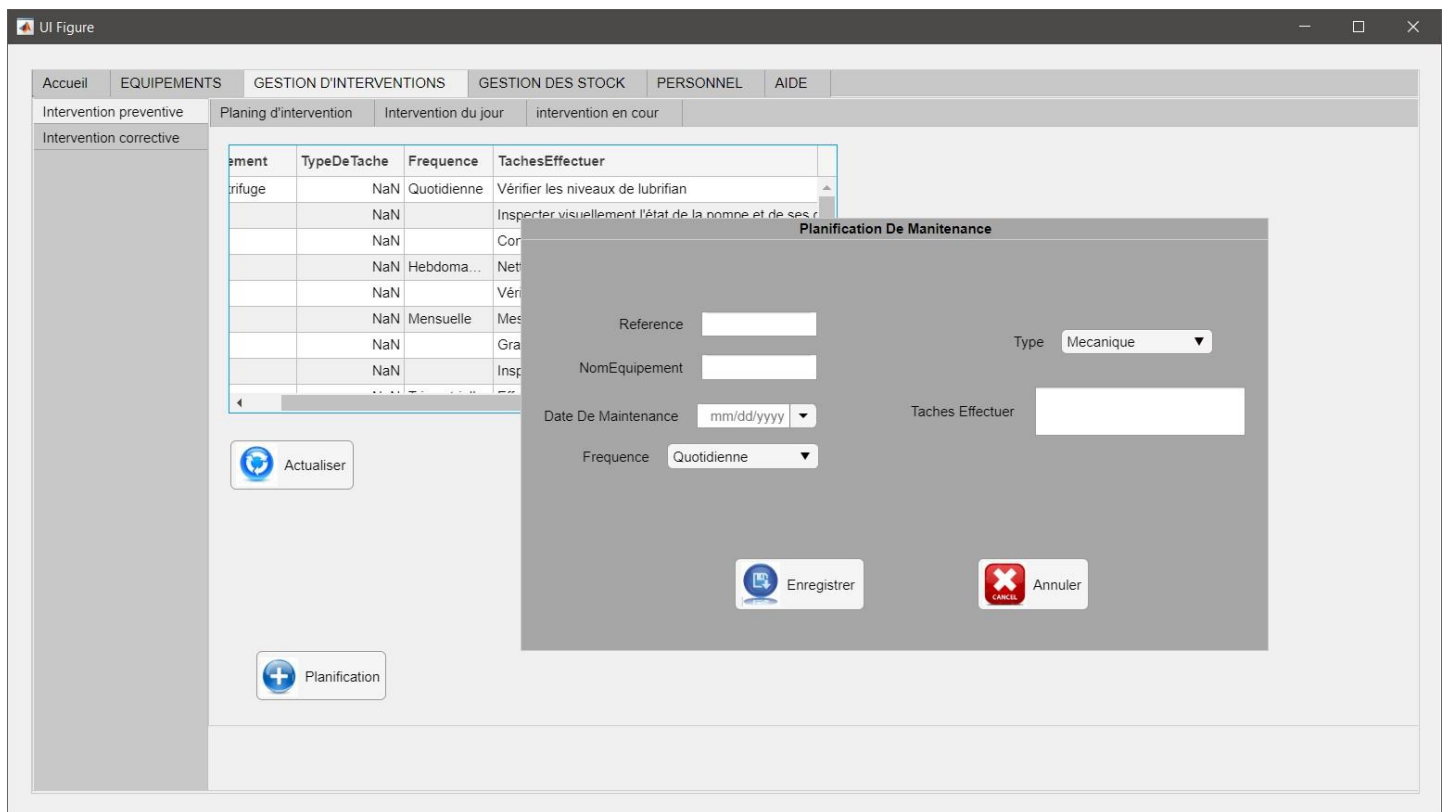 UI Figure
Accueil EQUIPEMENTS GESTION D'INTERVENTIONS GESTION DES STOCK PERSONNEL AIDE
Intervention preventive Planing d'intervention Intervention du jour intervention en cour
Intervention corrective
ement TypeDeTache Frequence TachesEffectuer
trifuge NaN Quotidienne Vérifier les niveaux de lubrifian
NaN Inspecter visuellement l'état de la pompe et de ses
NaN Con
NaN Hebdoma... Nett
NaN Véri
NaN Mensuelle Mes
NaN Gra
NaN Insp
Planification De Manitenance
Reference
Type Mecanique
NomEquipement
Date De Maintenance mm/dd/yyyy
Taches Effectuer
Frequence Quotidienne
Actualiser
Enregistrer
CANCEL Annuler
Planification